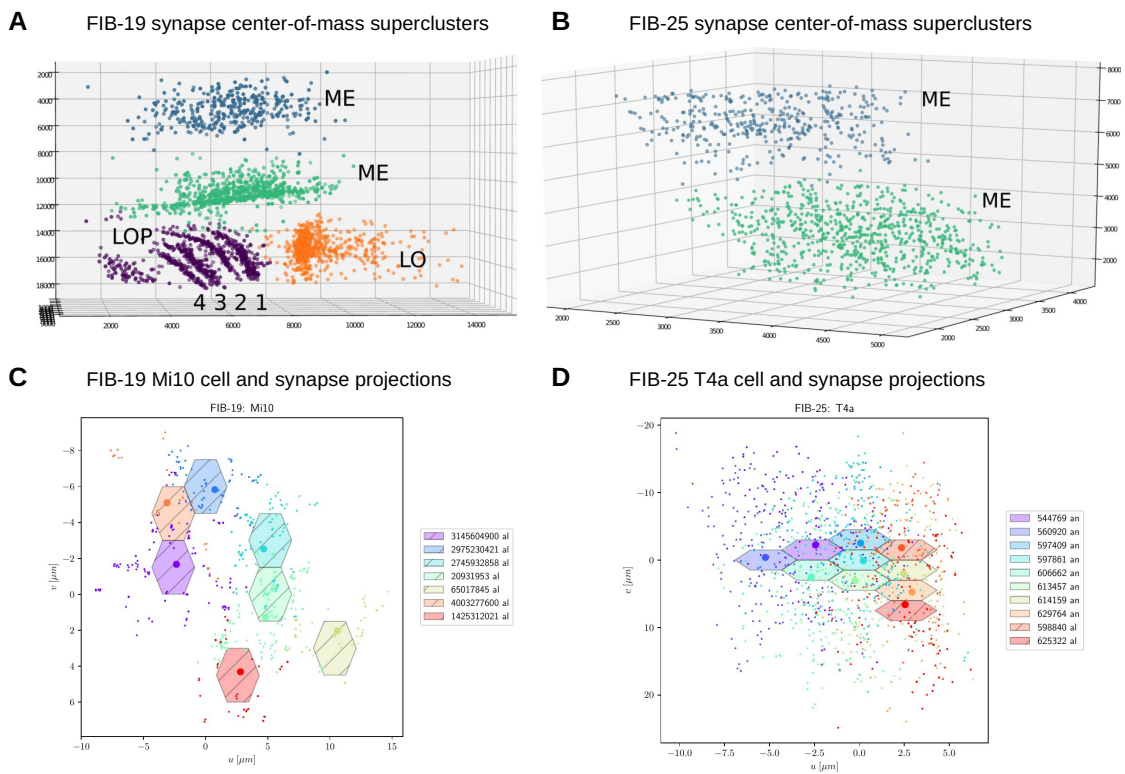 A FIB-19 synapse center-of-mass superclusters
2000
4000
6000
8000
10000
12000
14000
16000
18000
ME
ME
LOP
LO
4 3 2 1
2000 4000 6000 8000 10000 12000 14000
B FIB-25 synapse center-of-mass superclusters
ME
ME
8000
7000
6000
5000
4000
3000
2000
2000 2500 3000 3500 4000 4500 5000
2000 2500 3000 3500 4000
C FIB-19 Mi10 cell and synapse projections
FIB-19: Mi10
−8
−6
−4
−2
0
2
4
6
v [μm]
−10 −5 0 5 10 15
u [μm]
3145604900 al
2975230421 al
2745932858 al
20931953 al
65017845 al
4003277600 al
1425312021 al
D FIB-25 T4a cell and synapse projections
FIB-25: T4a
−20
−10
0
10
20
v [μm]
−10.0 −7.5 −5.0 −2.5 0.0 2.5 5.0
u [μm]
544769 an
560920 an
597409 an
597861 an
606662 an
613457 an
614159 an
629764 an
598840 al
625322 al